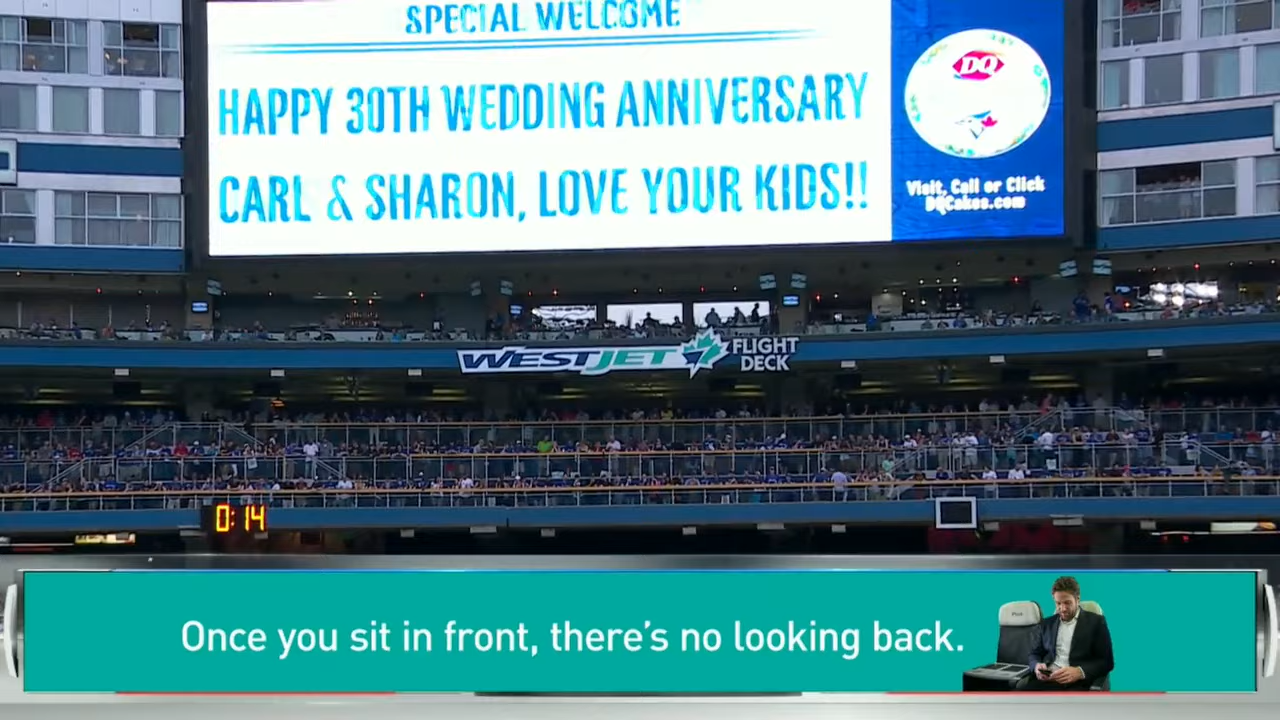 SPECIAL WELCOME
HAPPY 30TH WEDDING ANNIVERSARY
CARL & SHARON, LOVE YOUR KIDS!!
DQ
Visit, Call or Click
DQCakes.com
WESTJET FLIGHT DECK
0:14
Once you sit in front, there's no looking back.